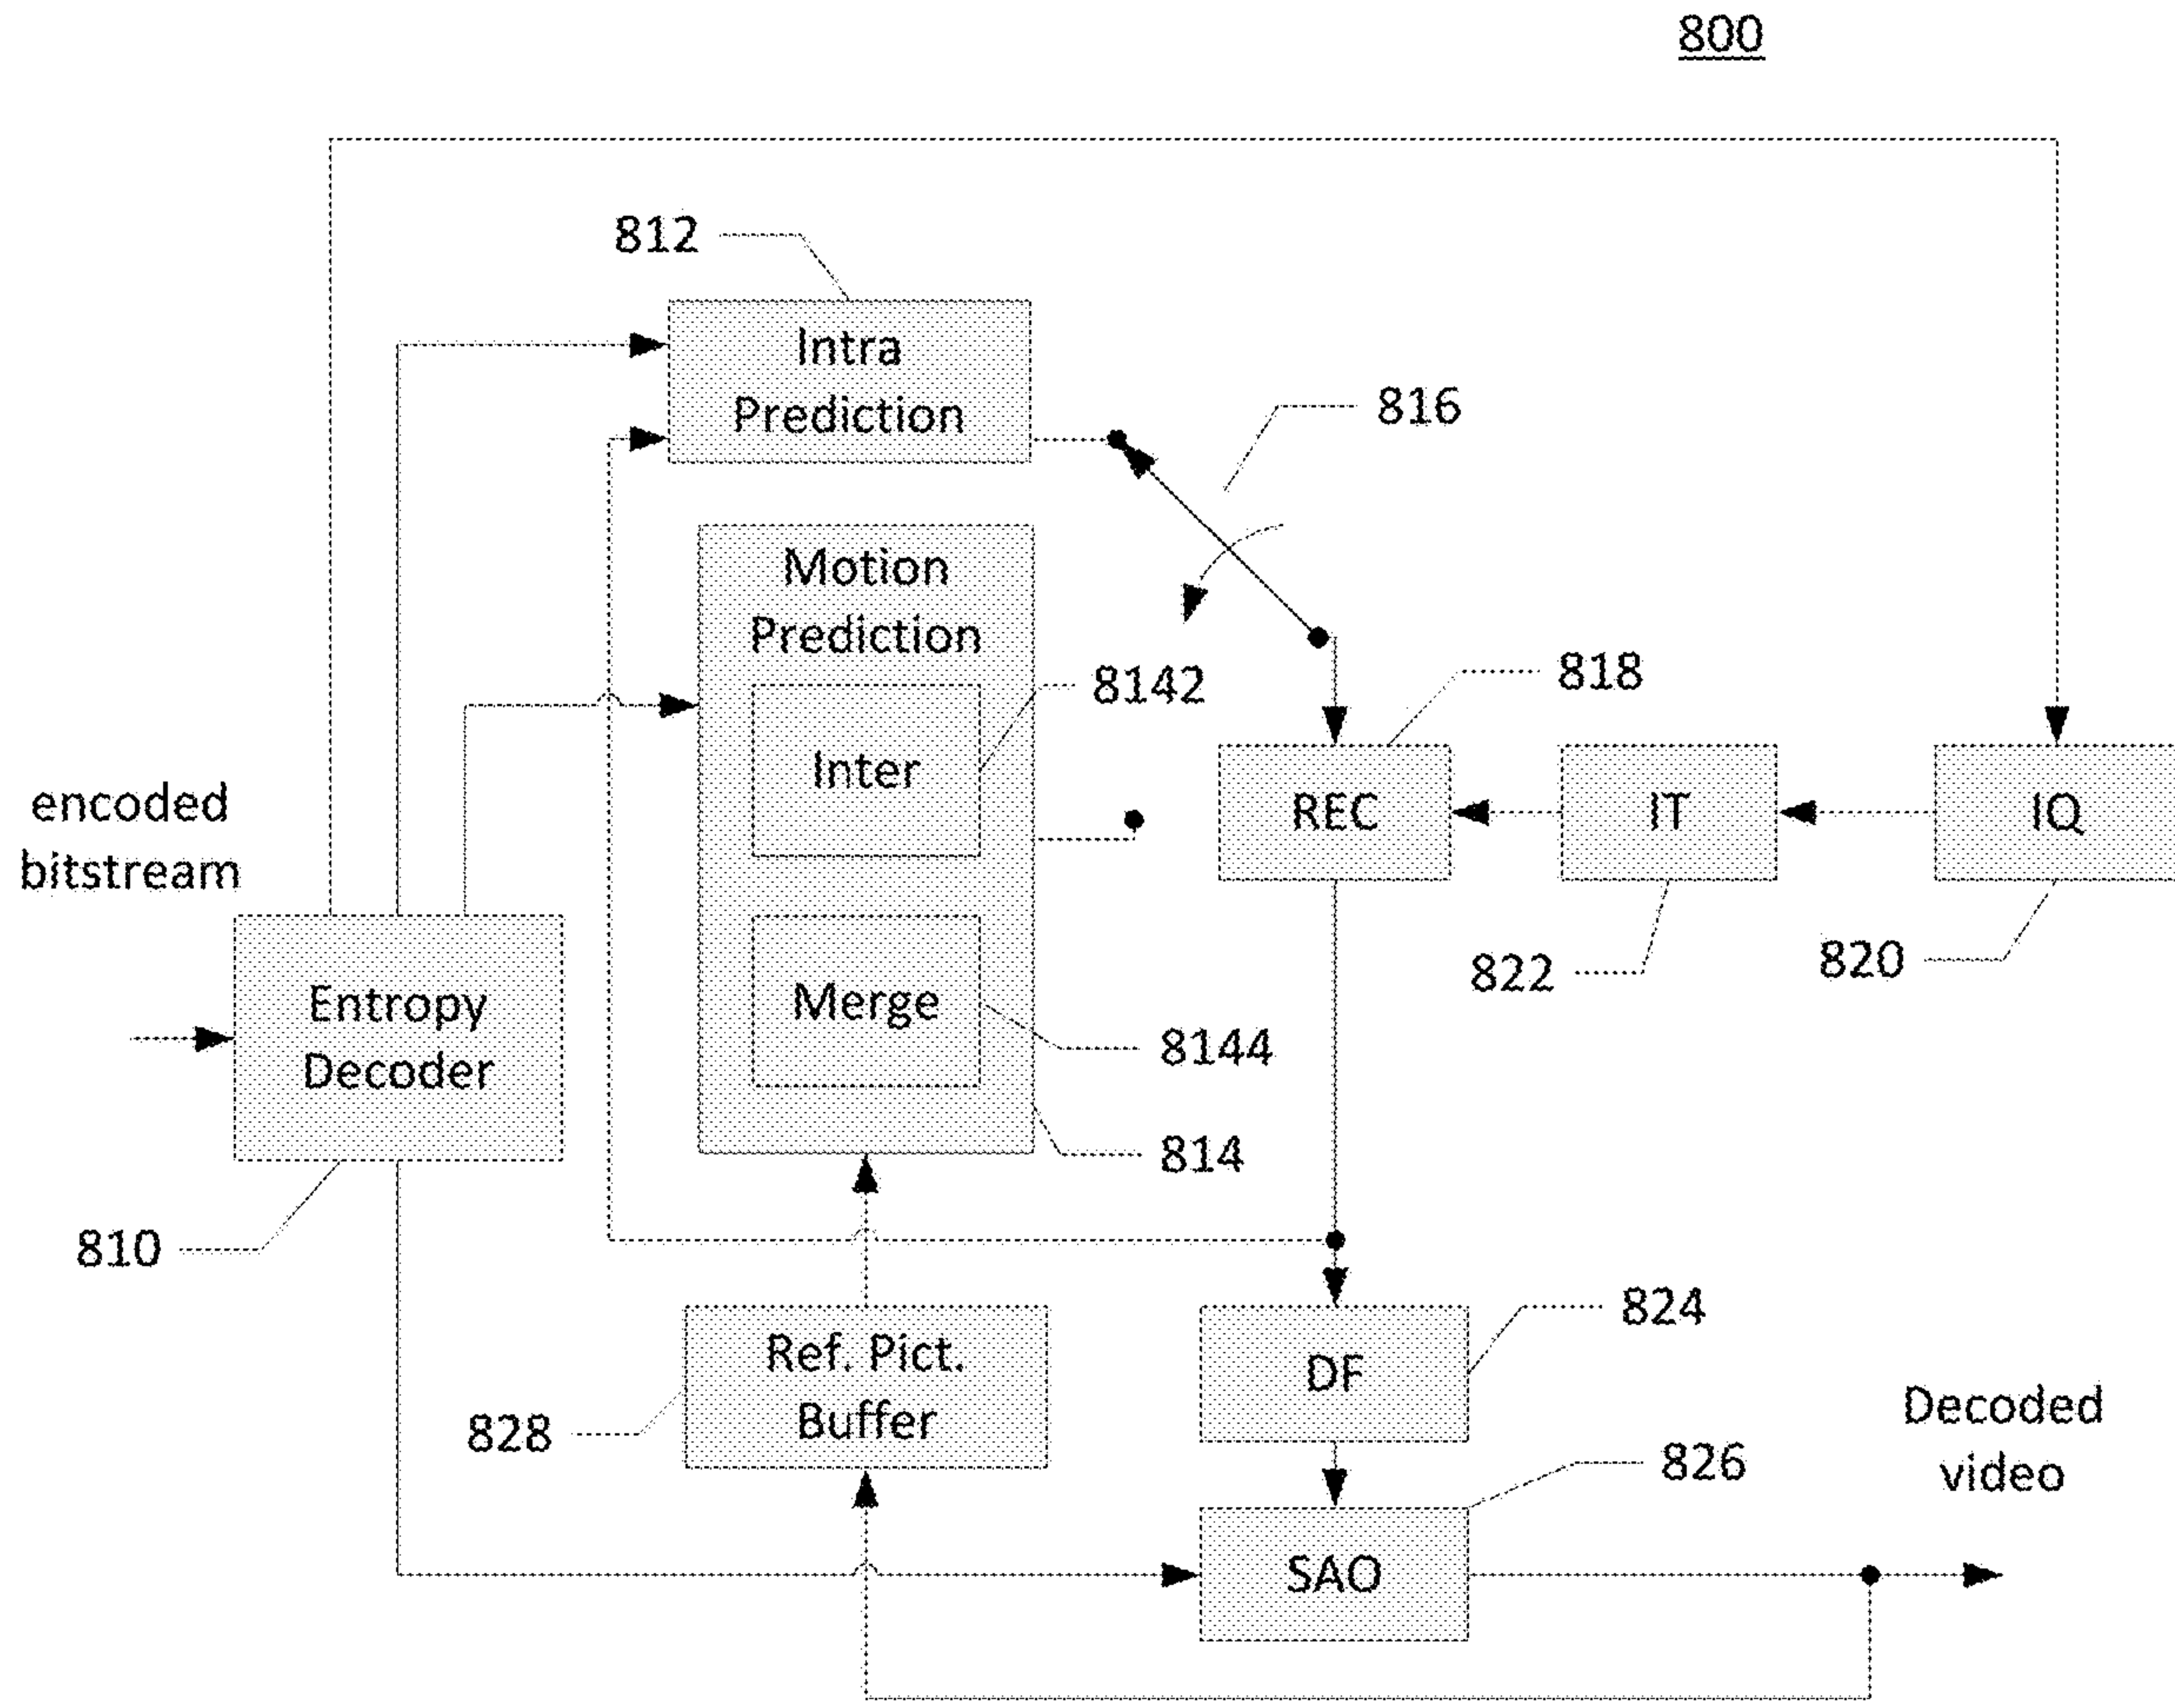 800
812
Intra
Prediction
816
Motion
Prediction
8142
818
Inter
REC
IT
IQ
encoded
bitstream
822
820
Merge
8144
Entropy
Decoder
814
810
824
Ref. Pict.
Buffer
DF
828
Decoded
video
826
SAO